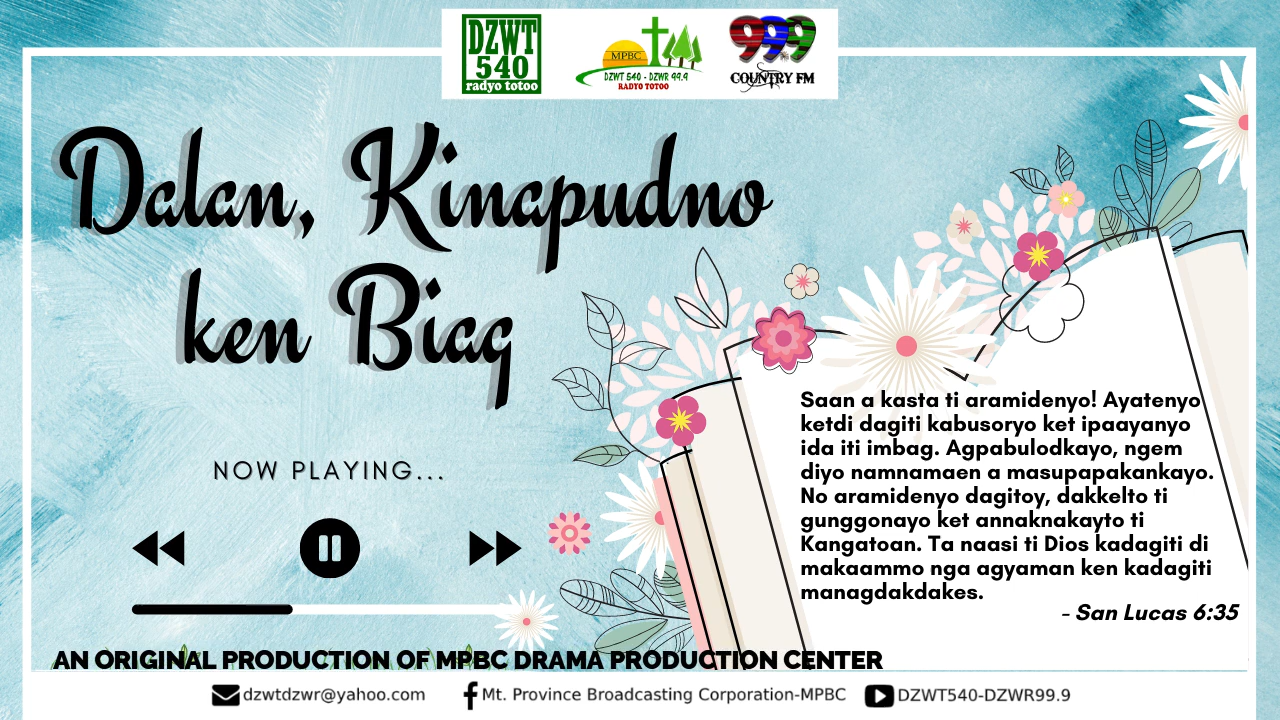 DZWT
540
radyo totoo
MPBC
DZWT 540 - DZWR 99.9
RADYO TOTOO
999
COUNTRY FM
Dalan, Kinapudno
ken Biag
NOW PLAYING...
Saan a kasta ti aramidenyo! Ayatenyo
ketdi dagiti kabusoryo ket ipaayanyo
ida iti imbag. Agpabulodkayo, ngem
diyo namnamaen a masupapakankayo.
No aramidenyo dagitoy, dakkelto ti
gunggonayo ket annaknakayto ti
Kangatoan. Ta naasi ti Dios kadagiti di
makaammo nga agyaman ken kadagiti
managdakdakes.
- San Lucas 6:35
AN ORIGINAL PRODUCTION OF MPBC DRAMA PRODUCTION CENTER
dzwtdzwr@yahoo.com
Mt. Province Broadcasting Corporation-MPBC
DZWT540-DZWR99.9